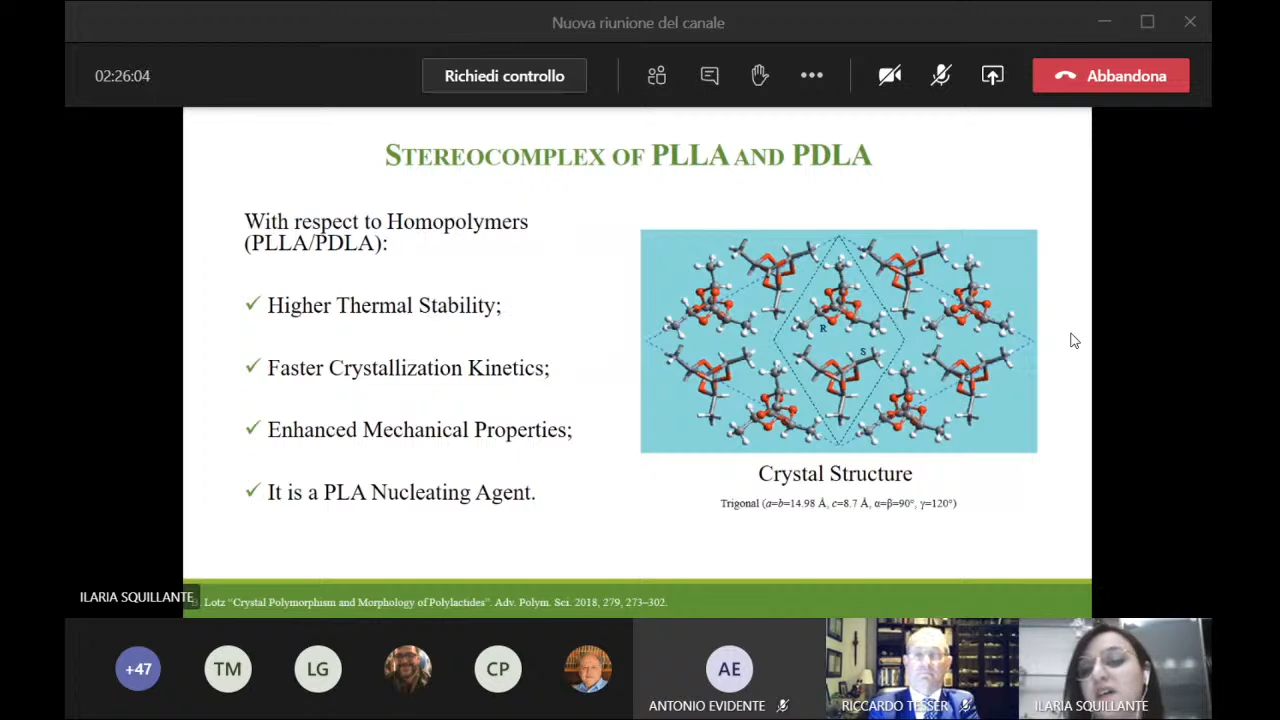 Nuova riunione del canale
02:26:04
Richiedi controllo
Abbandona
STEREOCOMPLEX OF PLLA AND PDLA
With respect to Homopolymers
(PLLA/PDLA):
✓ Higher Thermal Stability;
✓ Faster Crystallization Kinetics;
✓ Enhanced Mechanical Properties;
✓ It is a PLA Nucleating Agent.
R
S
Crystal Structure
Trigonal (a=b=14.98 Å, c=8.7 Å, α=β=90°, γ=120°)
ILARIA SQUILLANTE
Lotz “Crystal Polymorphism and Morphology of Polylactides”. Adv. Polym. Sci. 2018, 279, 273–302.
+47
TM
LG
CP
AE
ANTONIO EVIDENTE
RICCARDO TESSER
ILARIA SQUILLANTE